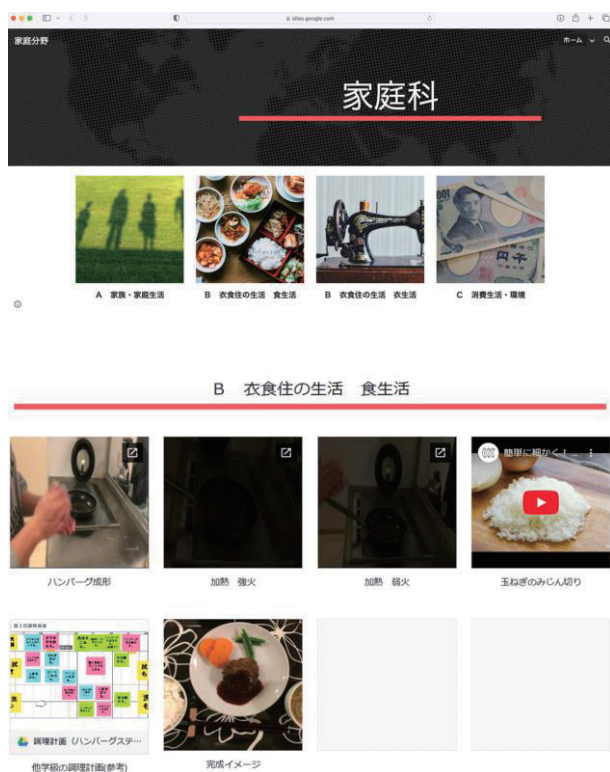 sites.google.com
家庭分野
ホーム
家庭科
A 家族・家庭生活
B 衣食住の生活 食生活
B 衣食住の生活 衣生活
C 消費生活・環境
B 衣食住の生活 食生活
簡単に細かく！…
ハンバーグ成形
加熱 強火
加熱 弱火
玉ねぎのみじん切り
調理計画（ハンバーグステ…
他学級の調理計画(参考)
完成イメージ